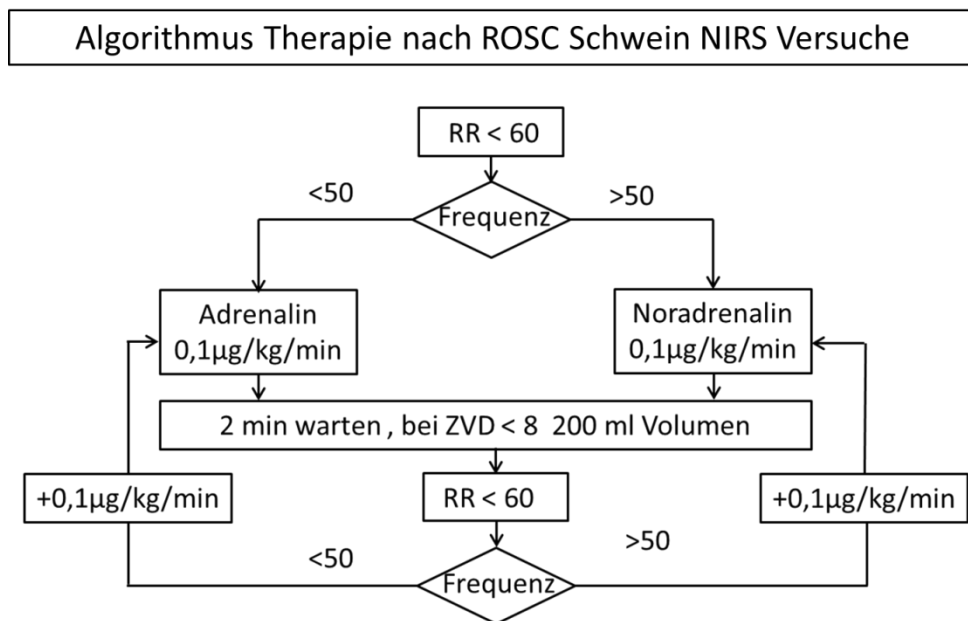 Algorithmus Therapie nach ROSC Schwein NIRS Versuche
RR < 60
<50
>50
Frequenz
Adrenalin
0,1µg/kg/min
Noradrenalin
0,1µg/kg/min
2 min warten , bei ZVD < 8  200 ml Volumen
+0,1µg/kg/min
RR < 60
+0,1µg/kg/min
<50
>50
Frequenz